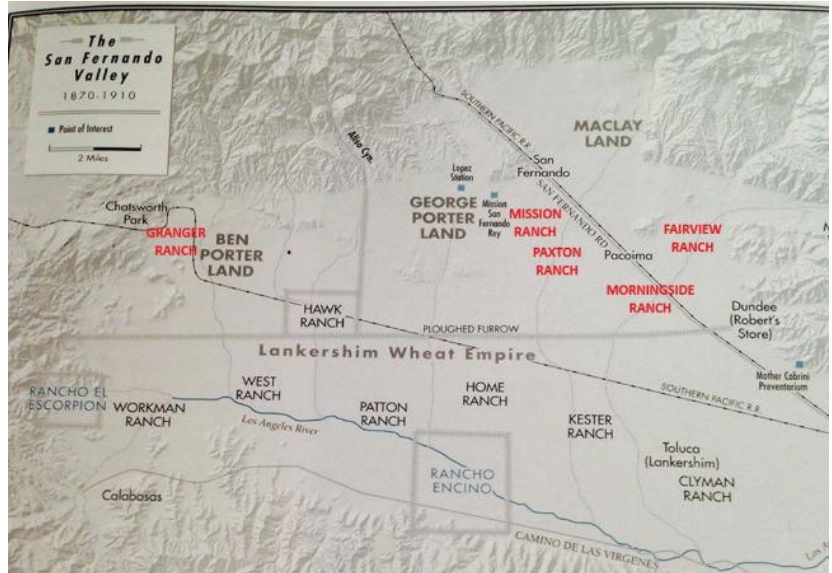 The
San Fernando
Valley
1870-1910
Point of Interest
2 Miles
SOUTHERN PACIFIC R.R.
Aliso Cyn.
MACLAY
LAND
San
Fernando
Lopez
Station
Mission
San
Fernando
Rey
SAN FERNANDO RD
Chatsworth
Park
GRANGER
RANCH
BEN
PORTER
LAND
GEORGE
PORTER
LAND
MISSION
RANCH
PAXTON
RANCH
FAIRVIEW
RANCH
Pacoima
MORNINGSIDE
RANCH
HAWK
RANCH
Dundee
(Robert's
Store)
PLOUGHED FURROW
Lankershim Wheat Empire
Mother Cabrini
Preventorium
SOUTHERN PACIFIC R.R.
RANCHO EL
ESCORPION
WORKMAN
RANCH
WEST
RANCH
PATTON
RANCH
HOME
RANCH
KESTER
RANCH
Los Angeles River
Toluca
(Lankershim)
CLYMAN
RANCH
RANCHO
ENCINO
Calabasas
CAMINO DE LAS VIRGENES